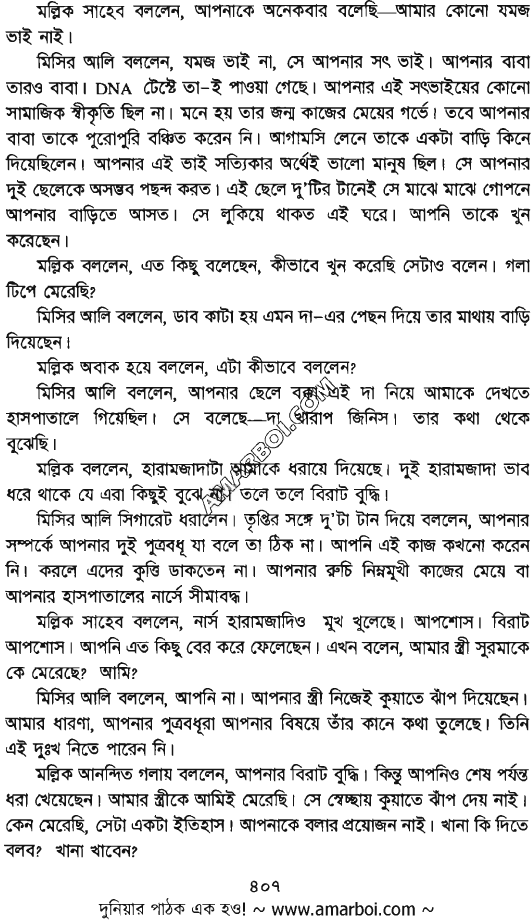 মল্লিক সাহেব বললেন, আপনাকে অনেকবার বলেছি—আমার কোনো যমজ
ভাই নাই।
মিসির আলি বললেন, যমজ ভাই না, সে আপনার সৎ ভাই। আপনার বাবা
তারও বাবা। DNA টেস্টে তা-ই পাওয়া গেছে। আপনার এই সৎভাইয়ের কোনো
সামাজিক স্বীকৃতি ছিল না। মনে হয় তার জন্ম কাজের মেয়ের গর্ভে। তবে আপনার
বাবা তাকে পুরোপুরি বঞ্চিত করেন নি। আগামসি লেনে তাকে একটা বাড়ি কিনে
দিয়েছিলেন। আপনার এই ভাই সত্যিকার অর্থেই ভালো মানুষ ছিল। সে আপনার
দুই ছেলেকে অসম্ভব পছন্দ করত। এই ছেলে দু'টির টানেই সে মাঝে মাঝে গোপনে
আপনার বাড়িতে আসত। সে লুকিয়ে থাকত এই ঘরে। আপনি তাকে খুন
করেছেন।
মল্লিক বললেন, এত কিছু বলেছেন, কীভাবে খুন করেছি সেটাও বলেন। গলা
টিপে মেরেছি?
মিসির আলি বললেন, ডাব কাটা হয় এমন দা-এর পেছন দিয়ে তার মাথায় বাড়ি
দিয়েছেন।
মল্লিক অবাক হয়ে বললেন, এটা কীভাবে বললেন?
মিসির আলি বললেন, আপনার ছেলে বক্কা এই দা নিয়ে আমাকে দেখতে
হাসপাতালে গিয়েছিল। সে বলেছে—দা খারাপ জিনিস। তার কথা থেকে
বুঝেছি।
মল্লিক বললেন, হারামজাদাটা আমাকে ধরায়ে দিয়েছে। দুই হারামজাদা ভাব
ধরে থাকে যে এরা কিছুই বুঝে না। তলে তলে বিরাট বুদ্ধি।
মিসির আলি সিগারেট ধরালেন। তৃপ্তির সঙ্গে দু'টা টান দিয়ে বললেন, আপনার
সম্পর্কে আপনার দুই পুত্রবধূ যা বলে তা ঠিক না। আপনি এই কাজ কখনো করেন
নি। করলে এদের কুত্তি ডাকতেন না। আপনার রুচি নিম্নমুখী কাজের মেয়ে বা
আপনার হাসপাতালের নার্সে সীমাবদ্ধ।
মল্লিক সাহেব বললেন, নার্স হারামজাদিও মুখ খুলেছে। আপশোস। বিরাট
আপশোস। আপনি এত কিছু বের করে ফেলেছেন। এখন বলেন, আমার স্ত্রী সুরমাকে
কে মেরেছে? আমি?
মিসির আলি বললেন, আপনি না। আপনার স্ত্রী নিজেই কুয়াতে ঝাঁপ দিয়েছেন।
আমার ধারণা, আপনার পুত্রবধূরা আপনার বিষয়ে তাঁর কানে কথা তুলেছে। তিনি
এই দুঃখ নিতে পারেন নি।
মল্লিক আনন্দিত গলায় বললেন, আপনার বিরাট বুদ্ধি। কিন্তু আপনিও শেষ পর্যন্ত
ধরা খেয়েছেন। আমার স্ত্রীকে আমিই মেরেছি। সে স্বেচ্ছায় কুয়াতে ঝাঁপ দেয় নাই।
কেন মেরেছি, সেটা একটা ইতিহাস। আপনাকে বলার প্রয়োজন নাই। খানা কি দিতে
বলব? খানা খাবেন?
AMARBOI.COM
৪০৭
দুনিয়ার পাঠক এক হও! ~ www.amarboi.com ~